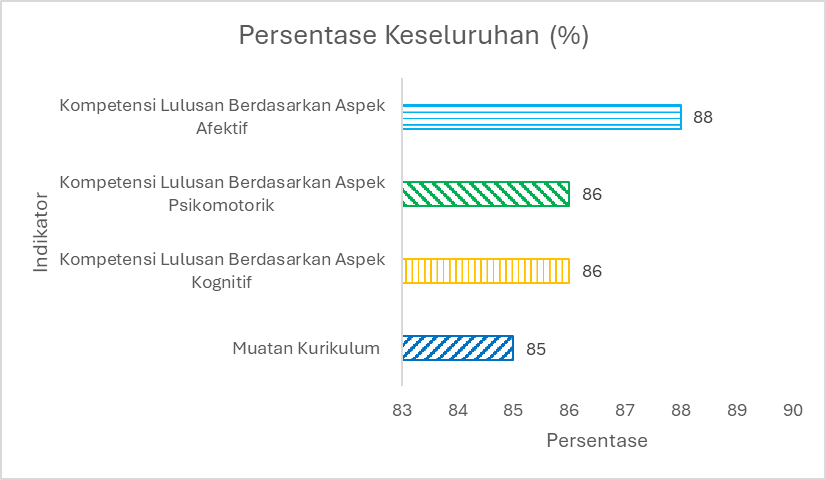 Persentase Keseluruhan (%)
Kompetensi Lulusan Berdasarkan Aspek
Afektif
88
Kompetensi Lulusan Berdasarkan Aspek
Psikomotorik
86
Indikator
Kompetensi Lulusan Berdasarkan Aspek
Kognitif
86
Muatan Kurikulum
85
83 84 85 86 87 88 89 90
Persentase